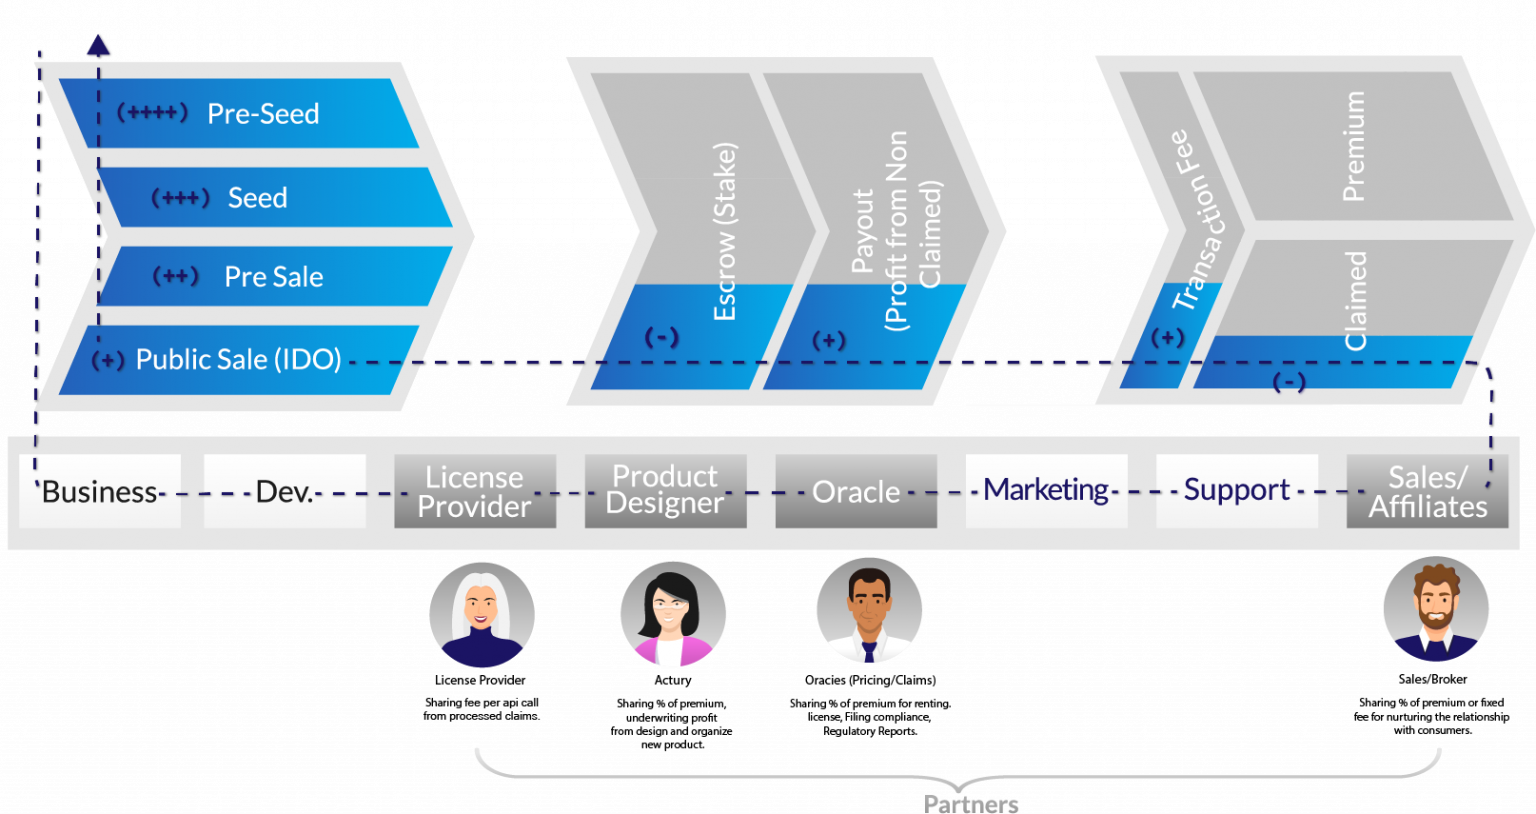 (++++) Pre-Seed
(+++) Seed
(++) Pre Sale
(+) Public Sale (IDO)
Escrow (Stake)
(-)
Payout
(Profit from Non
Claimed)
(+)
Transaction Fee
(+)
Premium
Claimed
(-)
Business
Dev.
License
Provider
Product
Designer
Oracle
Marketing
Support
Sales/
Affiliates
License Provider
Sharing fee per api call
from processed claims.
Actury
Sharing % of premium,
underwriting profit
from design and organize
new product.
Oracies (Pricing/Claims)
Sharing % of premium for renting.
license, Filing compliance,
Regulatory Reports.
Sales/Broker
Sharing % of premium or fixed
fee for nurturing the relationship
with consumers.
Partners